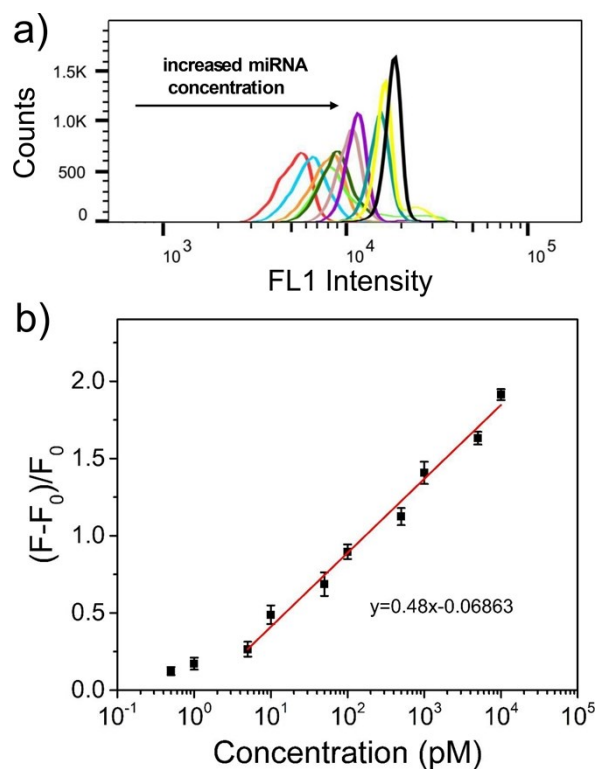 a)
increased miRNA
concentration
Counts
1.5K
1.0K
500
0
10³ 10⁴ 10⁵
FL1 Intensity
b)
(F-F₀)/F₀
2.0
1.5
1.0
0.5
0.0
y=0.48x-0.06863
10⁻¹ 10⁰ 10¹ 10² 10³ 10⁴ 10⁵
Concentration (pM)